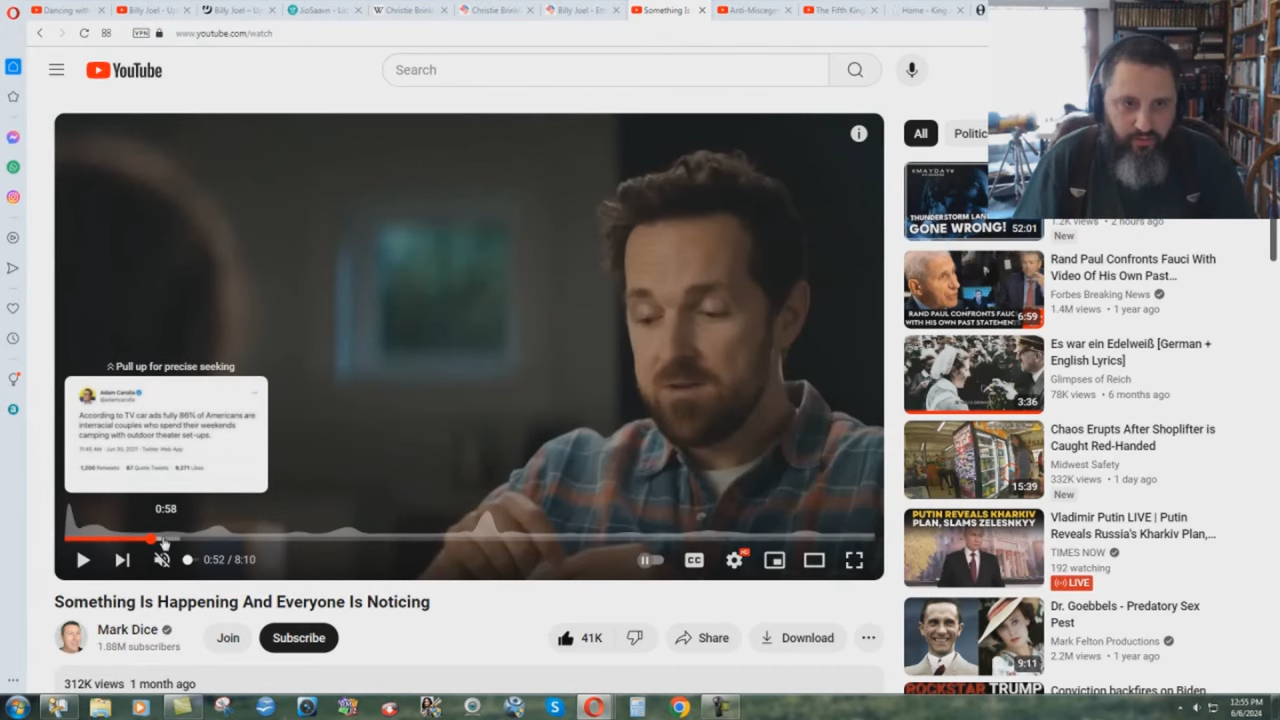 Dancing with
Billy Joel - Up
Billy Joel – Up
JioSaavn - Lis
Christie Brink
Christie Brink
Billy Joel - Eth
Something Is
Anti-Misceger
The Fifth King
Home - King
VPN
www.youtube.com/watch
YouTube
Search
All
Politic
MAYDAY
THUNDERSTORM LAN
GONE WRONG!
52:01
1.2K views • 2 hours ago
New
Rand Paul Confronts Fauci With
Video Of His Own Past...
Forbes Breaking News
1.4M views • 1 year ago
RAND PAUL CONFRONTS FAUC
WITH HIS OWN PAST STATEMEN
6:59
Es war ein Edelweiß [German +
English Lyrics]
Glimpses of Reich
78K views • 6 months ago
3:36
Chaos Erupts After Shoplifter is
Caught Red-Handed
Midwest Safety
332K views • 1 day ago
New
15:39
PUTIN REVEALS KHARKIV
PLAN, SLAMS ZELESNKYY
Vladimir Putin LIVE | Putin
Reveals Russia's Kharkiv Plan,...
TIMES NOW
192 watching
LIVE
Dr. Goebbels - Predatory Sex
Pest
Mark Felton Productions
2.2M views • 1 year ago
9:11
ROCKSTAR TRUMP
Conviction backfires on Biden
Pull up for precise seeking
Adam Carolla
@adamcarolla
According to TV car ads fully 86% of Americans are
interracial couples who spend their weekends
camping with outdoor theater set-ups.
11:45 AM · Jun 30, 2021 · Twitter Web App
1,200 Retweets 67 Quote Tweets 9,271 Likes
0:58
0:52 / 8:10
CC
HD
Something Is Happening And Everyone Is Noticing
Mark Dice
1.88M subscribers
Join
Subscribe
41K
Share
Download
312K views 1 month ago
12:55 PM
6/6/2024